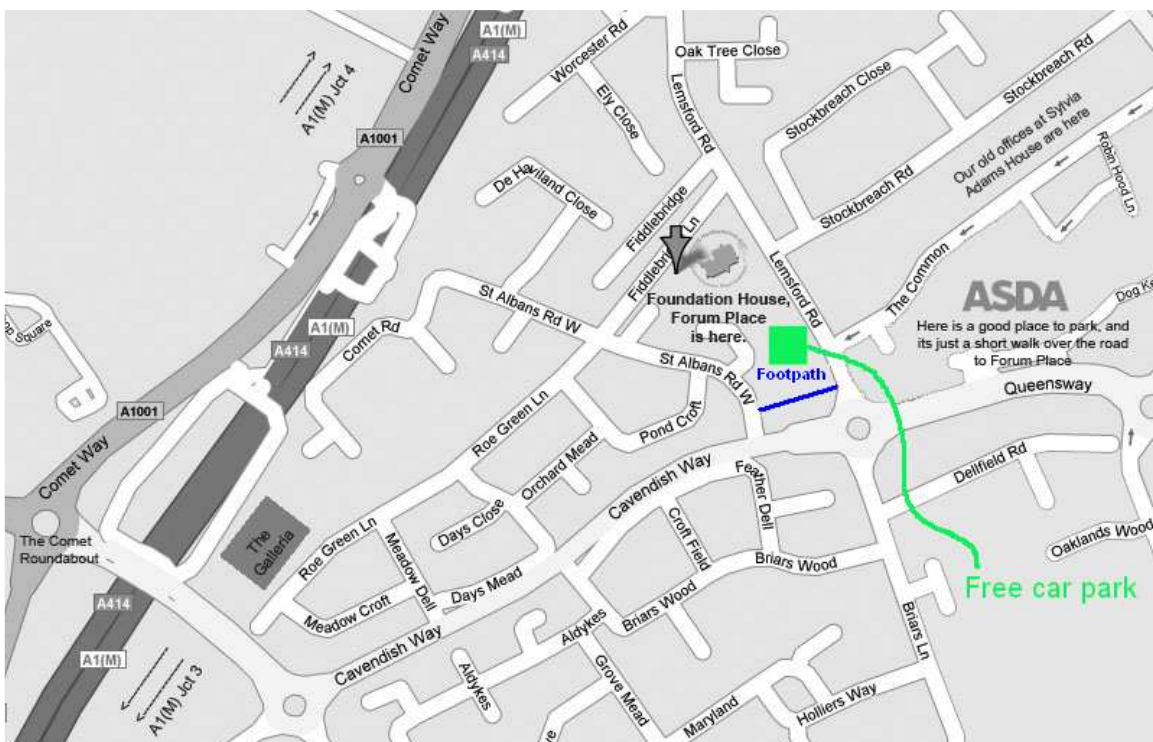 A1(M)
A414
Comet Way
A1(M) Jct 4
A1001
Worcester Rd
Oak Tree Close
Ely Close
Lemsford Rd
Stockbreach Close
Stockbreach Rd
Our old offices at Sylvia
Adams House are here
Robin Hood Ln
De Haviland Close
Fiddlebridge
Fiddlebridge Ln
Stockbreach Rd
Lemsford Rd
The Common
St Albans Rd W
Foundation House,
Forum Place
is here.
ASDA
Here is a good place to park, and
its just a short walk over the road
to Forum Place
Dog Ke
op Square
A1(M)
A414
Comet Rd
St Albans Rd W
Footpath
Queensway
A1001
Comet Way
Roe Green Ln
Pond Croft
Orchard Mead
Cavendish Way
Feather Dell
Dellfield Rd
The Comet
Roundabout
The
Galleria
Roe Green Ln
Days Close
Meadow Dell
Croft Field
Briars Wood
Oaklands Wood
Free car park
A414
Meadow Croft
Days Mead
Briars Wood
Aldykes
Briars Ln
A1(M)
A1(M) Jct 3
Cavendish Way
Aldykes
Grove Mead
Maryland
Holliers Way
ve